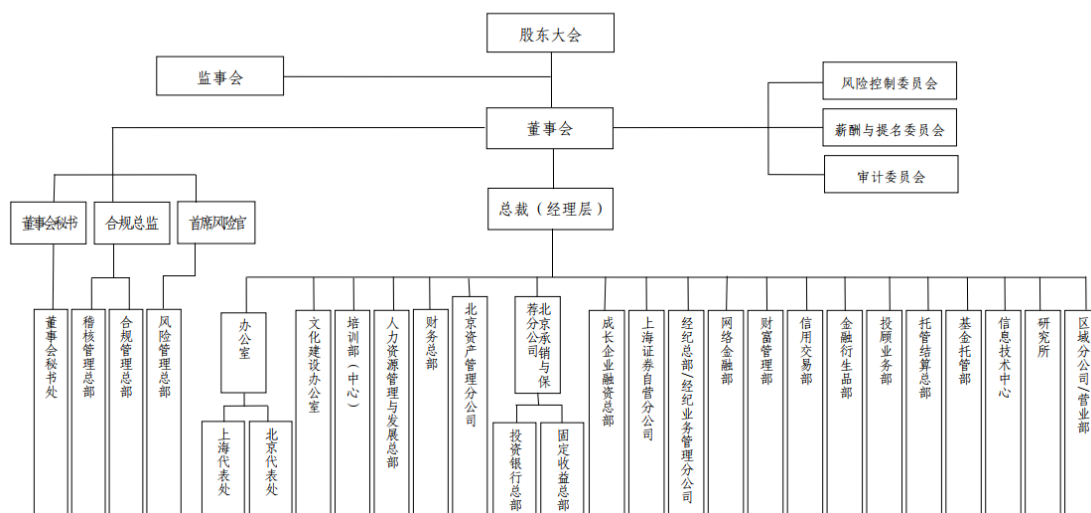 股东大会
监事会
风险控制委员会
董事会
薪酬与提名委员会
审计委员会
总裁（经理层）
董事会秘书
合规总监
首席风险官
董事会秘书处
稽核管理总部
合规管理总部
风险管理总部
办公室
上海代表处
北京代表处
文化建设办公室
培训部（中心）
人力资源管理与发展总部
财务总部
北京资产管理分公司
北京承销与保
荐分公司
投资银行总部
固定收益总部
成长企业融资总部
上海证券自营分公司
经纪总部/经纪业务管理分公司
网络金融部
财富管理部
信用交易部
金融衍生品部
投顾业务部
托管结算总部
基金托管部
信息技术中心
研究所
区域分公司/营业部